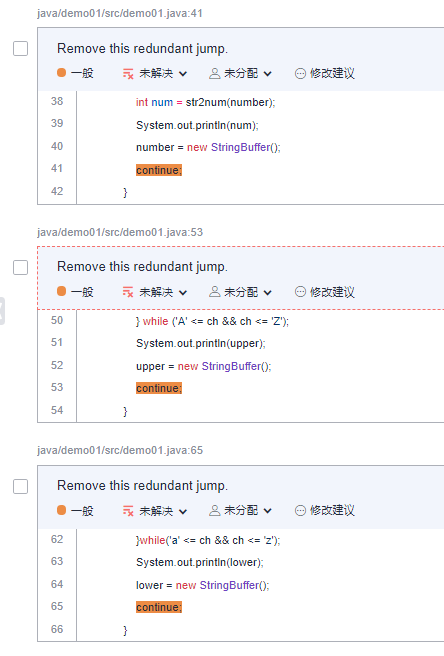 java/demo01/src/demo01.java:41
Remove this redundant jump.
一般 未解决 未分配 修改建议
38 int num = str2num(number);
39 System.out.println(num);
40 number = new StringBuffer();
41 continue;
42 }
java/demo01/src/demo01.java:53
Remove this redundant jump.
一般 未解决 未分配 修改建议
50 } while ('A' <= ch && ch <= 'Z');
51 System.out.println(upper);
52 upper = new StringBuffer();
53 continue;
54 }
java/demo01/src/demo01.java:65
Remove this redundant jump.
一般 未解决 未分配 修改建议
62 }while('a' <= ch && ch <= 'z');
63 System.out.println(lower);
64 lower = new StringBuffer();
65 continue;
66 }